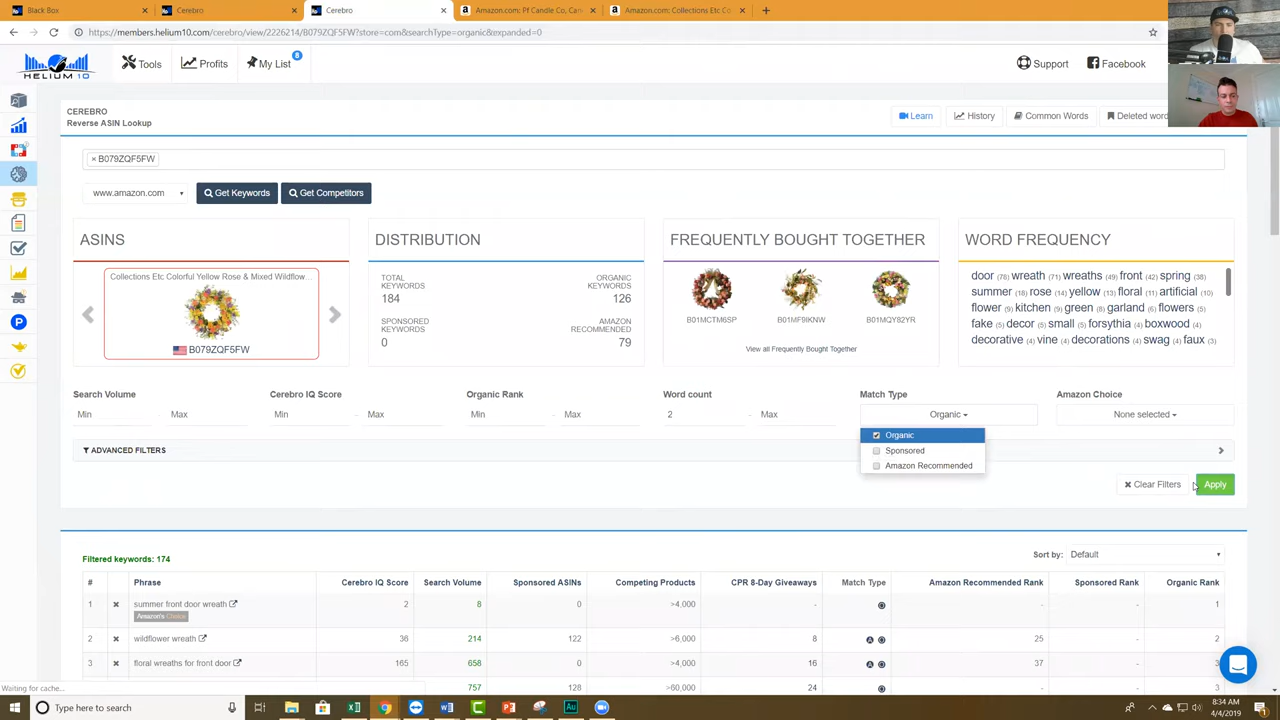 Black Box
Cerebro
Cerebro
Amazon.com: Pf Candle Co, Can
Amazon.com: Collections Etc Co
https://members.helium10.com/cerebro/view/2226214/B079ZQF5FW?store=com&searchType=organic&expanded=0
HELIUM 10
Tools
Profits
My List
8
Support
Facebook
CEREBRO
Reverse ASIN Lookup
Learn
History
Common Words
Deleted word
× B079ZQF5FW
www.amazon.com
Get Keywords
Get Competitors
ASINS
Collections Etc Colorful Yellow Rose & Mixed Wildflow...
B079ZQF5FW
DISTRIBUTION
TOTAL KEYWORDS
184
ORGANIC KEYWORDS
126
SPONSORED KEYWORDS
0
AMAZON RECOMMENDED
79
FREQUENTLY BOUGHT TOGETHER
B01MCTM6SP
B01MF9IKNW
B01MQY82YR
View all Frequently Bought Together
WORD FREQUENCY
door (76) wreath (71) wreaths (49) front (42) spring (38)
summer (18) rose (14) yellow (13) floral (11) artificial (10)
flower (9) kitchen (9) green (8) garland (6) flowers (5)
fake (5) decor (5) small (5) forsythia (4) boxwood (4)
decorative (4) vine (4) decorations (4) swag (4) faux (3)
Search Volume
Cerebro IQ Score
Organic Rank
Word count
Match Type
Amazon Choice
Min Max Min Max Min Max 2 Max Organic None selected
Organic
Sponsored
Amazon Recommended
ADVANCED FILTERS
Clear Filters
Apply
Filtered keywords: 174
Sort by: Default
# Phrase Cerebro IQ Score Search Volume Sponsored ASINs Competing Products CPR 8-Day Giveaways Match Type Amazon Recommended Rank Sponsored Rank Organic Rank
1 summer front door wreath 2 8 0 >4,000 - - - 1
Amazon's Choice
2 wildflower wreath 36 214 122 >6,000 8 A O 25 - 2
3 floral wreaths for front door 165 658 0 >4,000 16 A O 37 - 3
757 128 >60,000 24 - - 3
Waiting for cache...
Type here to search
8:34 AM
4/4/2019